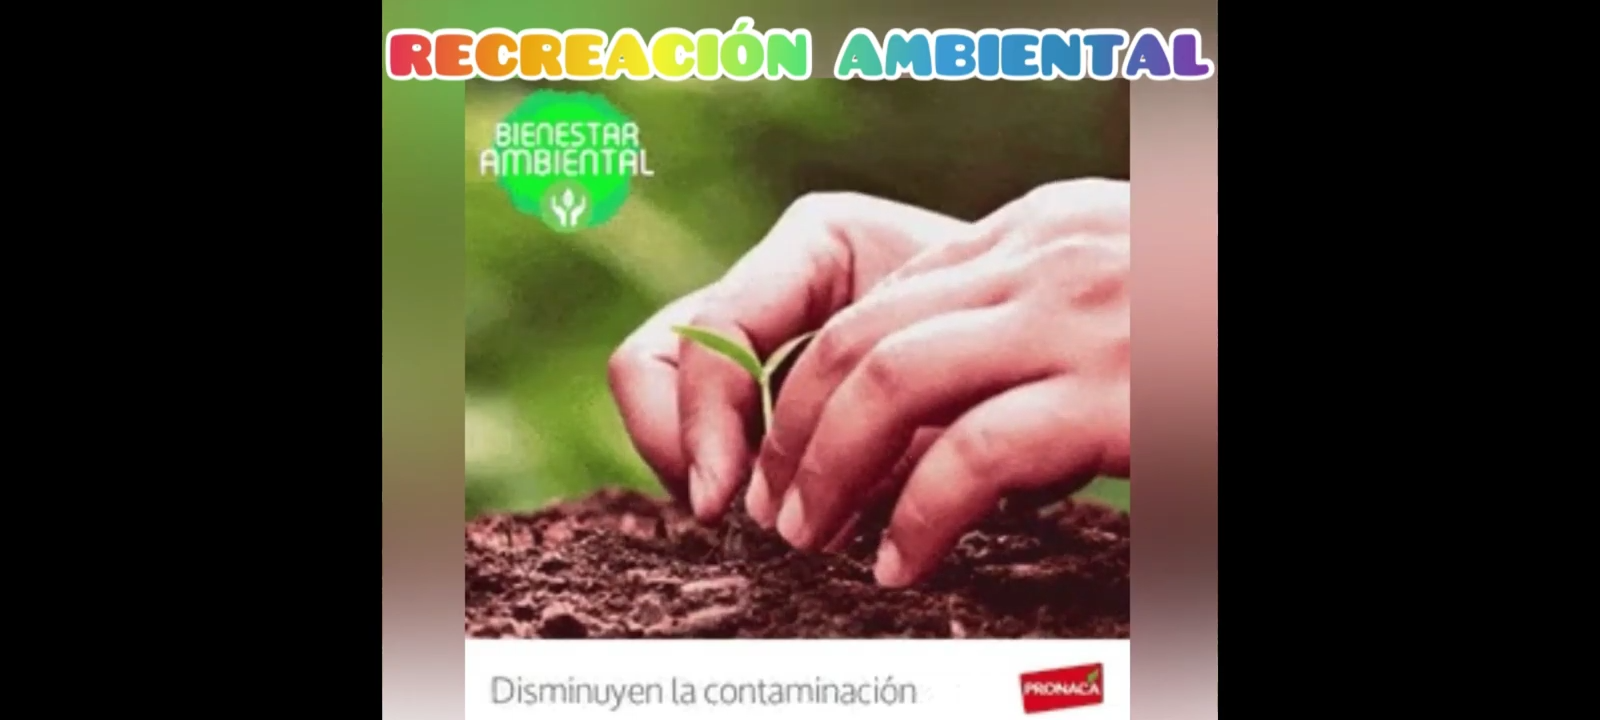 RECREACIÓN AMBIENTAL
BIENESTAR
AMBIENTAL
Disminuyen la contaminación
PRONACA